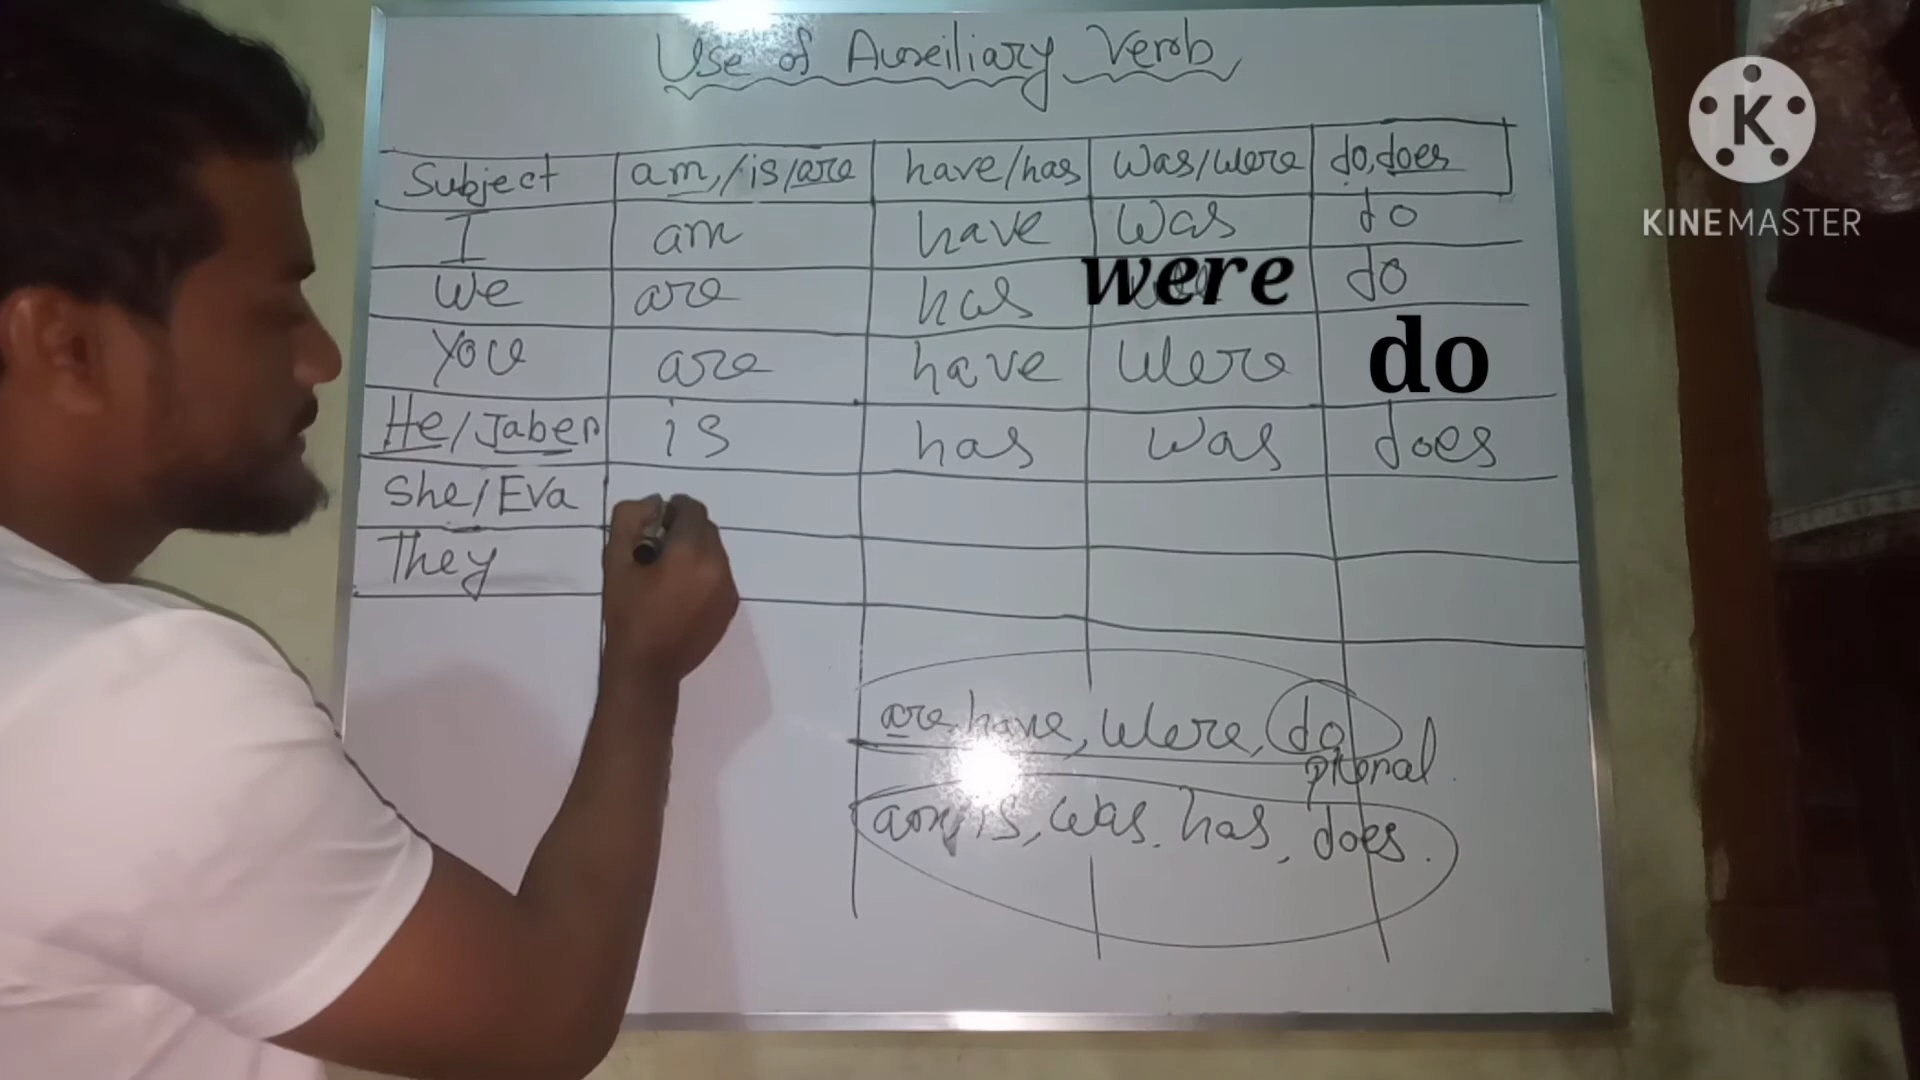 Use of Auxiliary Verb
Subject am,/is/are have/has was/were do,does
I am have was do
We are has were do
You are have were do
He/Jaber is has was does
She/Eva
They
are, have, were, do
optional
am, is, was, has, does.
K
KINEMASTER